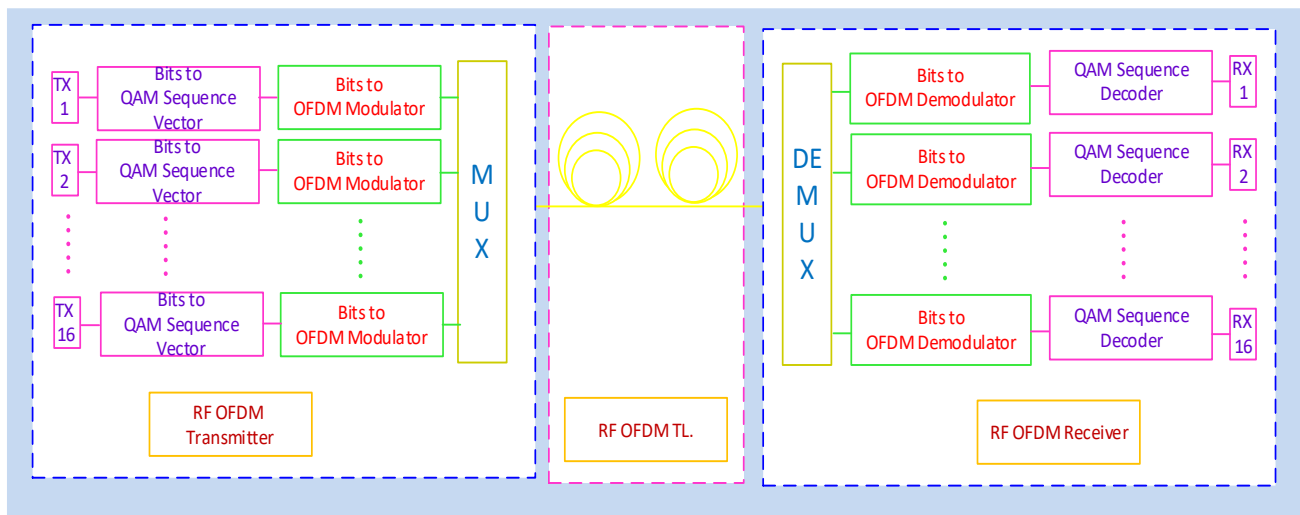 TX
1
Bits to
QAM Sequence
Vector
Bits to
OFDM Modulator
TX
2
Bits to
QAM Sequence
Vector
Bits to
OFDM Modulator
TX
16
Bits to
QAM Sequence
Vector
Bits to
OFDM Modulator
M
U
X
RF OFDM
Transmitter
RF OFDM TL.
DE
M
U
X
Bits to
OFDM Demodulator
QAM Sequence
Decoder
RX
1
Bits to
OFDM Demodulator
QAM Sequence
Decoder
RX
2
Bits to
OFDM Demodulator
QAM Sequence
Decoder
RX
16
RF OFDM Receiver